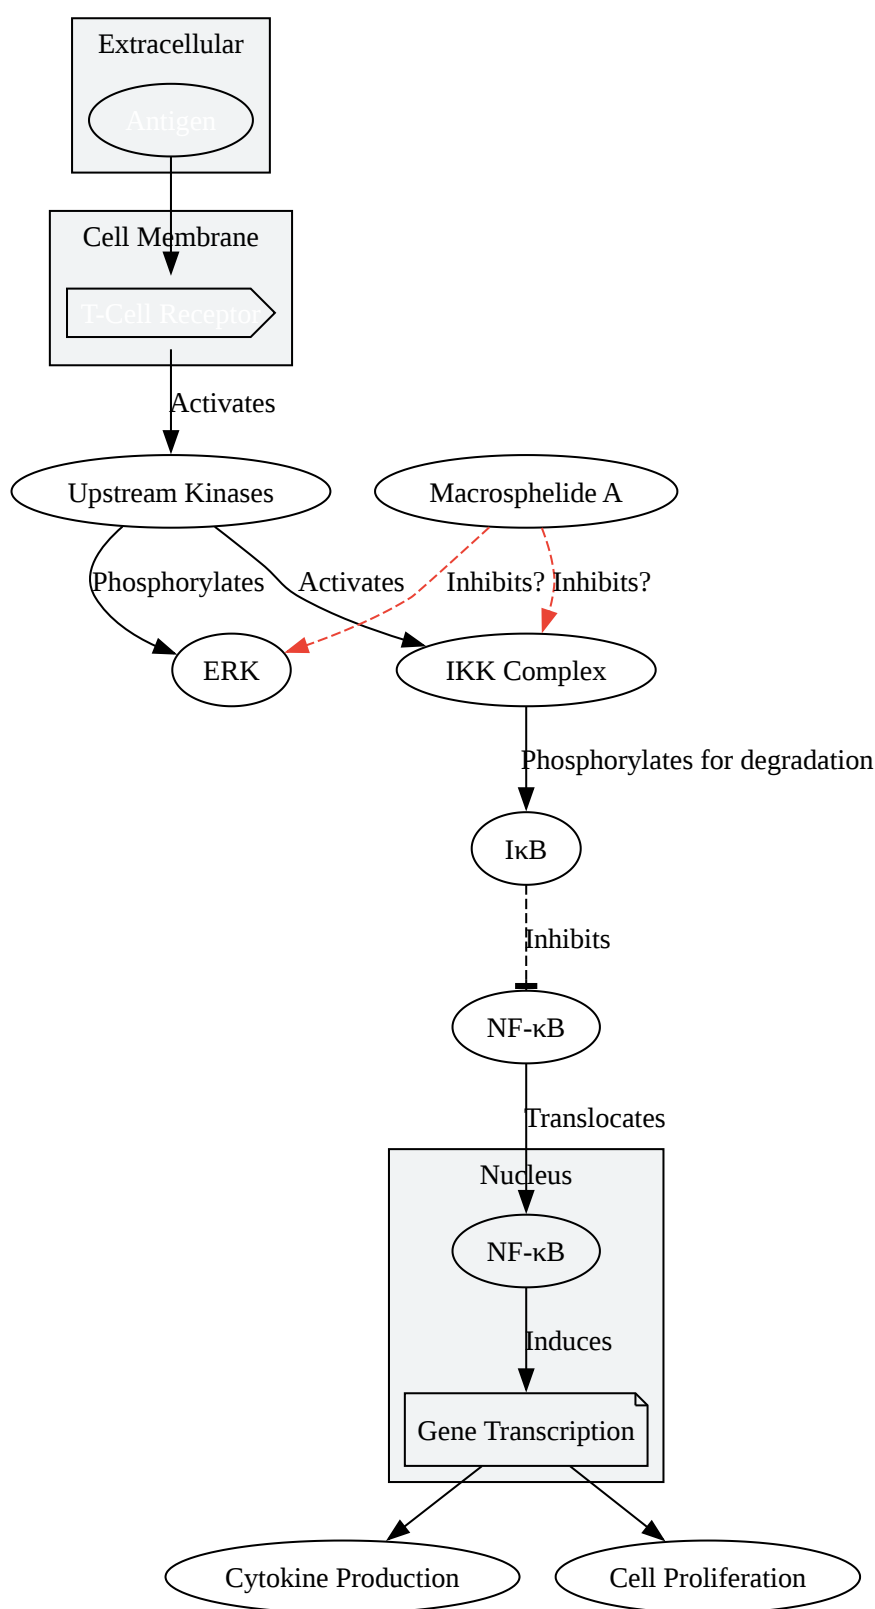 Extracellular
Antigen
Cell Membrane
T-Cell Receptor
Activates
Upstream Kinases
Macrosphelide A
Phosphorylates
Activates
Inhibits?
Inhibits?
ERK
IKK Complex
Phosphorylates for degradation
IκB
Inhibits
NF-κB
Translocates
Nucleus
NF-κB
Induces
Gene Transcription
Cytokine Production
Cell Proliferation